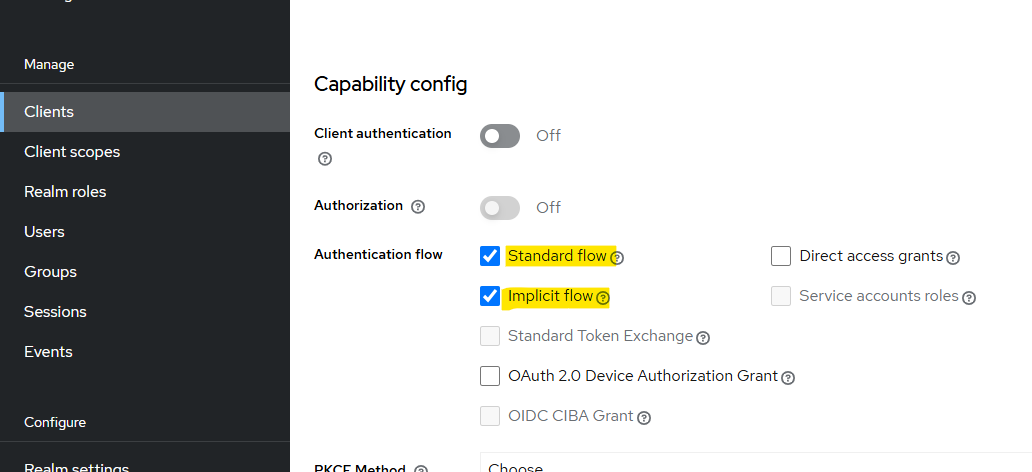 Manage
Clients
Client scopes
Realm roles
Users
Groups
Sessions
Events
Configure
Realm settings
Capability config
Client authentication
Off
Authorization
Off
Authentication flow
Standard flow
Direct access grants
Implicit flow
Service accounts roles
Standard Token Exchange
OAuth 2.0 Device Authorization Grant
OIDC CIBA Grant
PKCE Method
Choose...